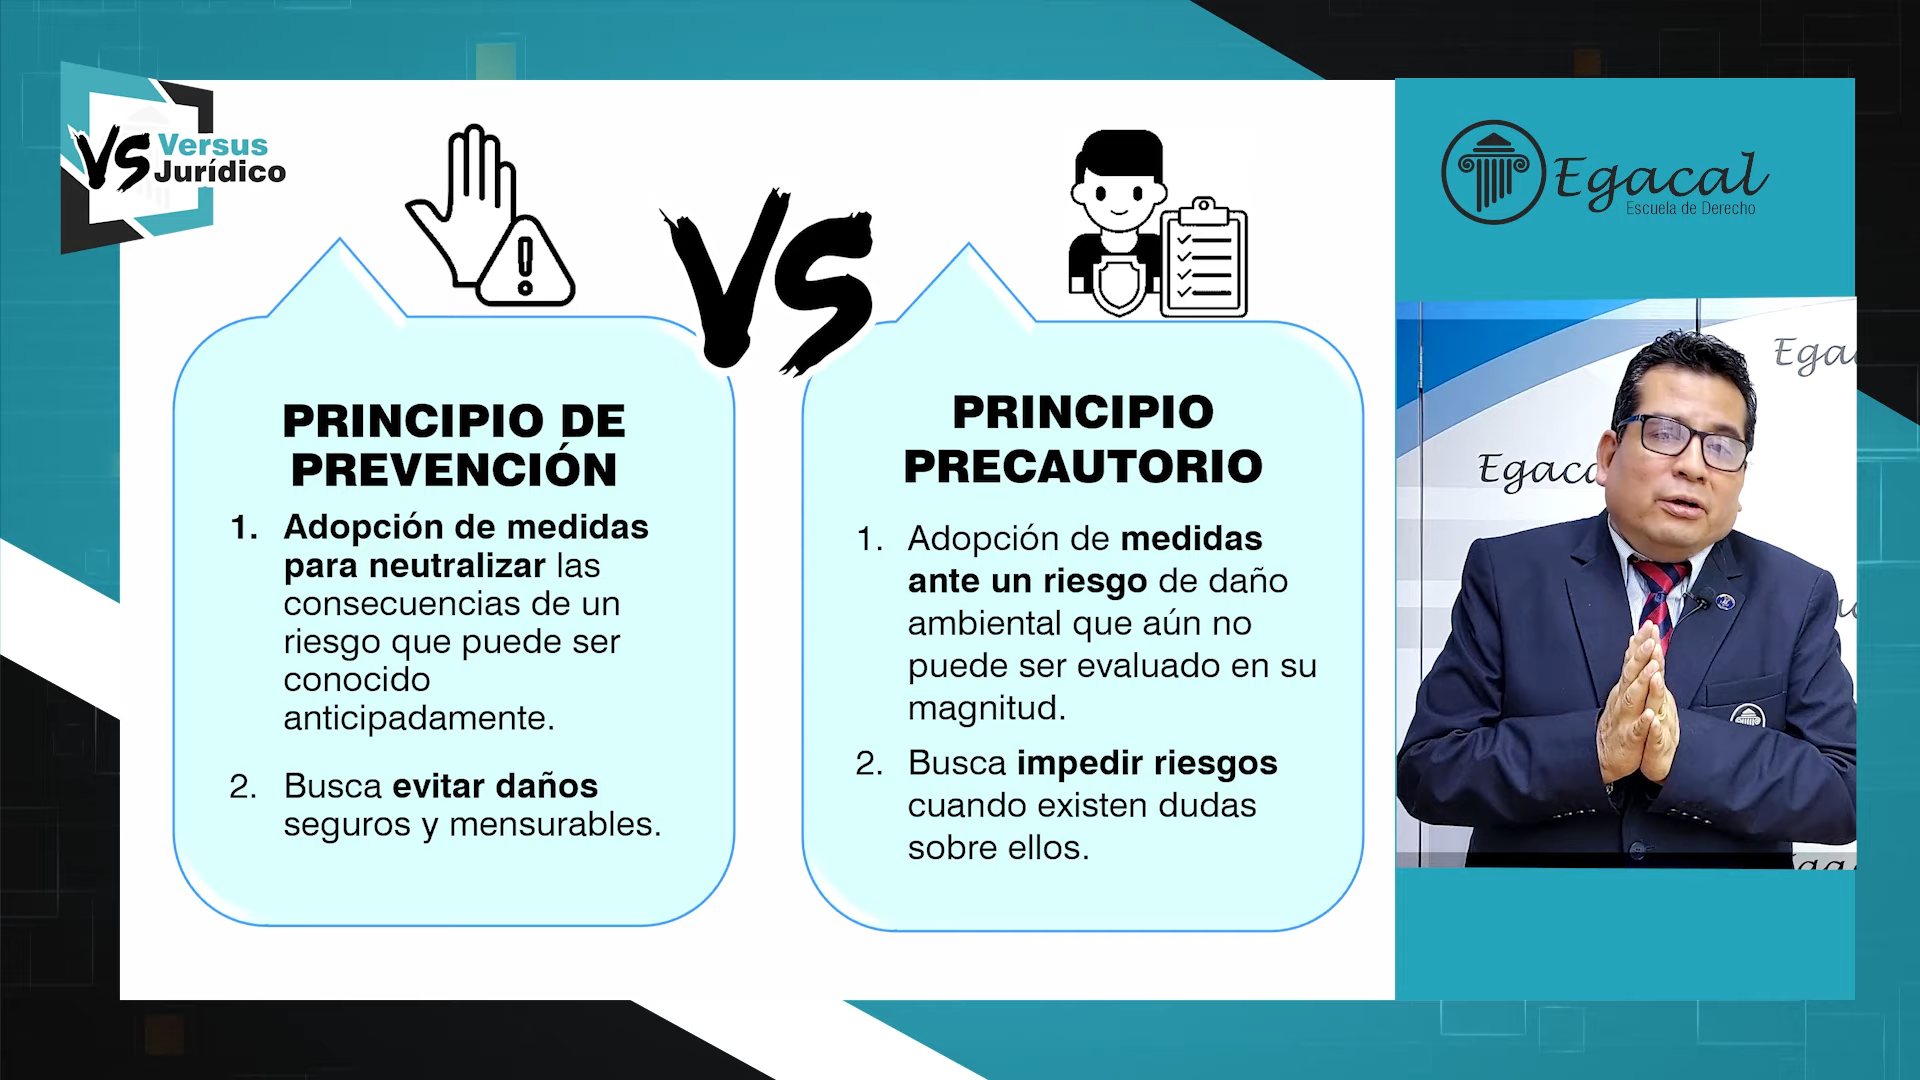 VS Versus
Jurídico
VS
PRINCIPIO DE
PREVENCIÓN
1. Adopción de medidas
para neutralizar las
consecuencias de un
riesgo que puede ser
conocido
anticipadamente.
2. Busca evitar daños
seguros y mensurables.
PRINCIPIO
PRECAUTORIO
1. Adopción de medidas
ante un riesgo de daño
ambiental que aún no
puede ser evaluado en su
magnitud.
2. Busca impedir riesgos
cuando existen dudas
sobre ellos.
Egacal
Escuela de Derecho
Ega
Egaca